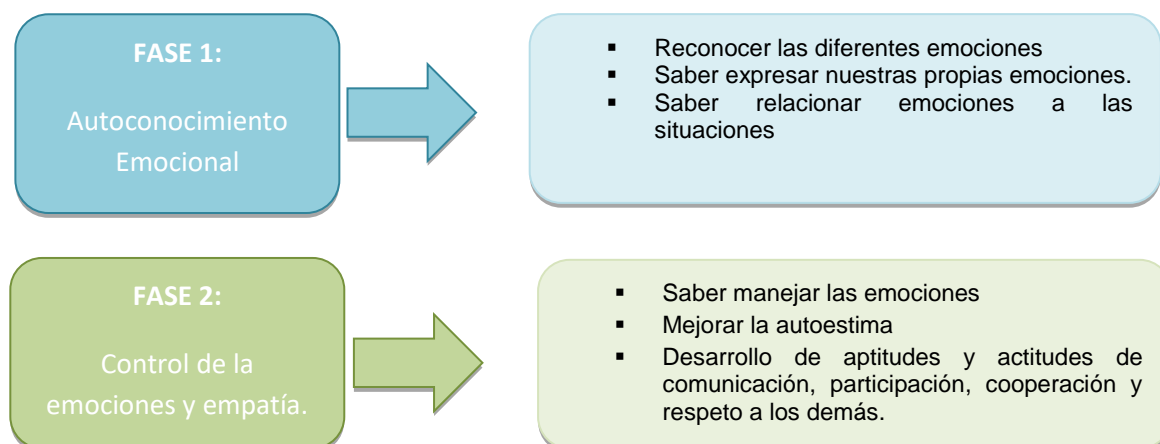 FASE 1:
Autoconocimiento
Emocional
▪ Reconocer las diferentes emociones
▪ Saber expresar nuestras propias emociones.
▪ Saber relacionar emociones a las
situaciones
FASE 2:
Control de la
emociones y empatía.
▪ Saber manejar las emociones
▪ Mejorar la autoestima
▪ Desarrollo de aptitudes y actitudes de
comunicación, participación, cooperación y
respeto a los demás.